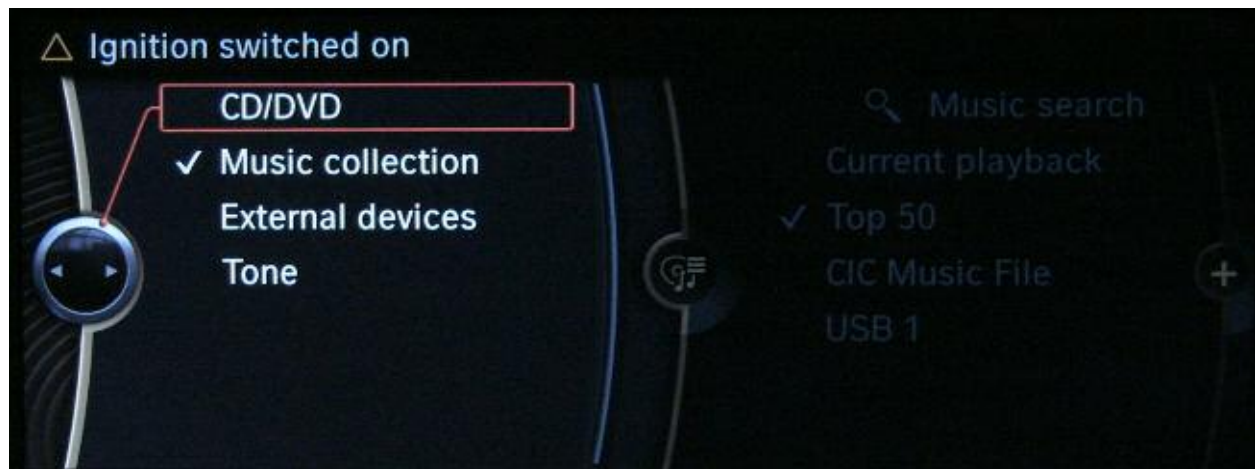 Ignition switched on
CD/DVD
Music collection
External devices
Tone
Music search
Current playback
Top 50
CIC Music File
USB 1